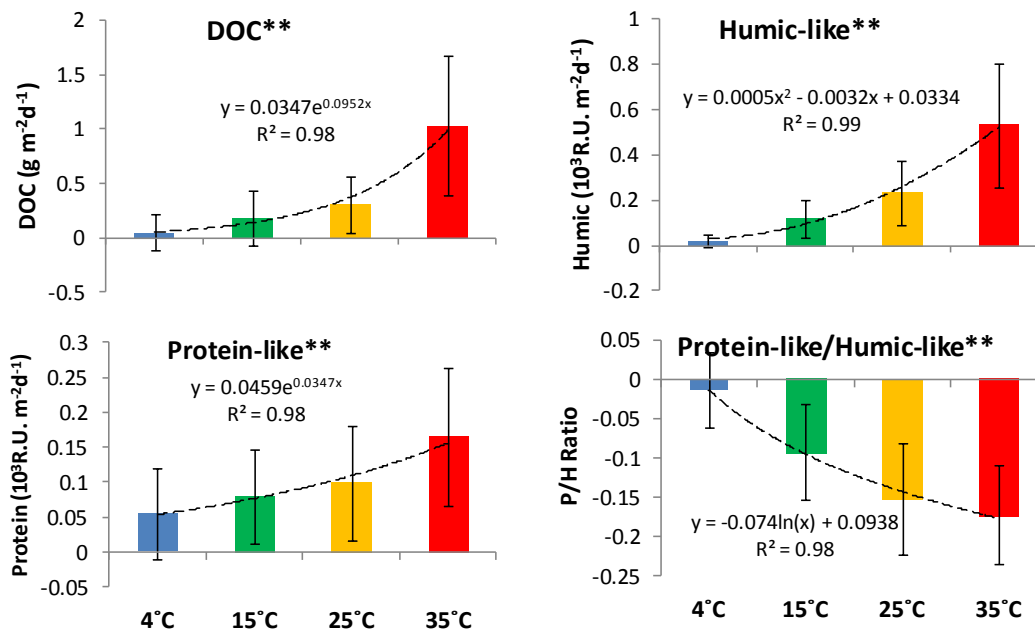 DOC**
DOC (g m⁻²d⁻¹)
2
1.5
1
0.5
0
-0.5
y = 0.0347e^0.0952x
R² = 0.98
Humic-like**
Humic (10³R.U. m⁻²d⁻¹)
1
0.8
0.6
0.4
0.2
0
-0.2
y = 0.0005x² - 0.0032x + 0.0334
R² = 0.99
Protein-like**
Protein (10³R.U. m⁻²d⁻¹)
0.3
0.25
0.2
0.15
0.1
0.05
0
-0.05
y = 0.0459e^0.0347x
R² = 0.98
4°C 15°C 25°C 35°C
Protein-like/Humic-like**
P/H Ratio
0.05
0
-0.05
-0.1
-0.15
-0.2
-0.25
y = -0.074ln(x) + 0.0938
R² = 0.98
4°C 15°C 25°C 35°C